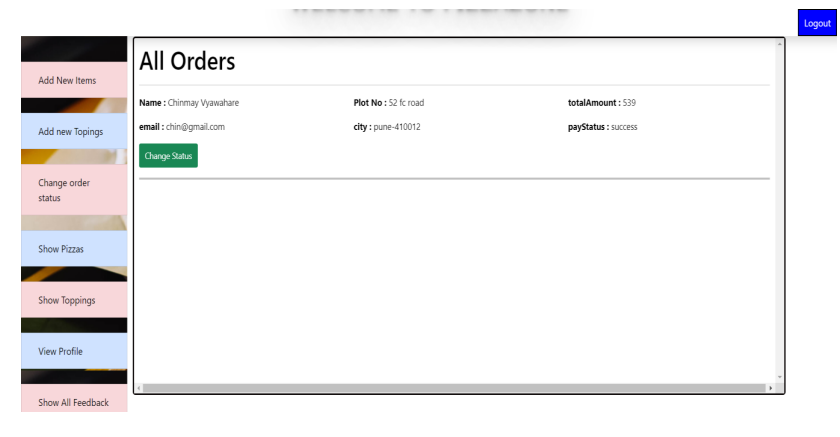 Logout
Add New Items
Add new Topings
Change order
status
Show Pizzas
Show Toppings
View Profile
Show All Feedback
All Orders
Name : Chinmay Vyawahare Plot No : 52 fc road totalAmount : 539
email : chin@gmail.com city : pune-410012 payStatus : success
Change Status